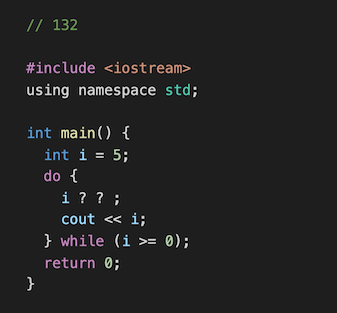 // 132
#include <iostream>
using namespace std;
int main() {
int i = 5;
do {
i ? ? ;
cout << i;
} while (i >= 0);
return 0;
}